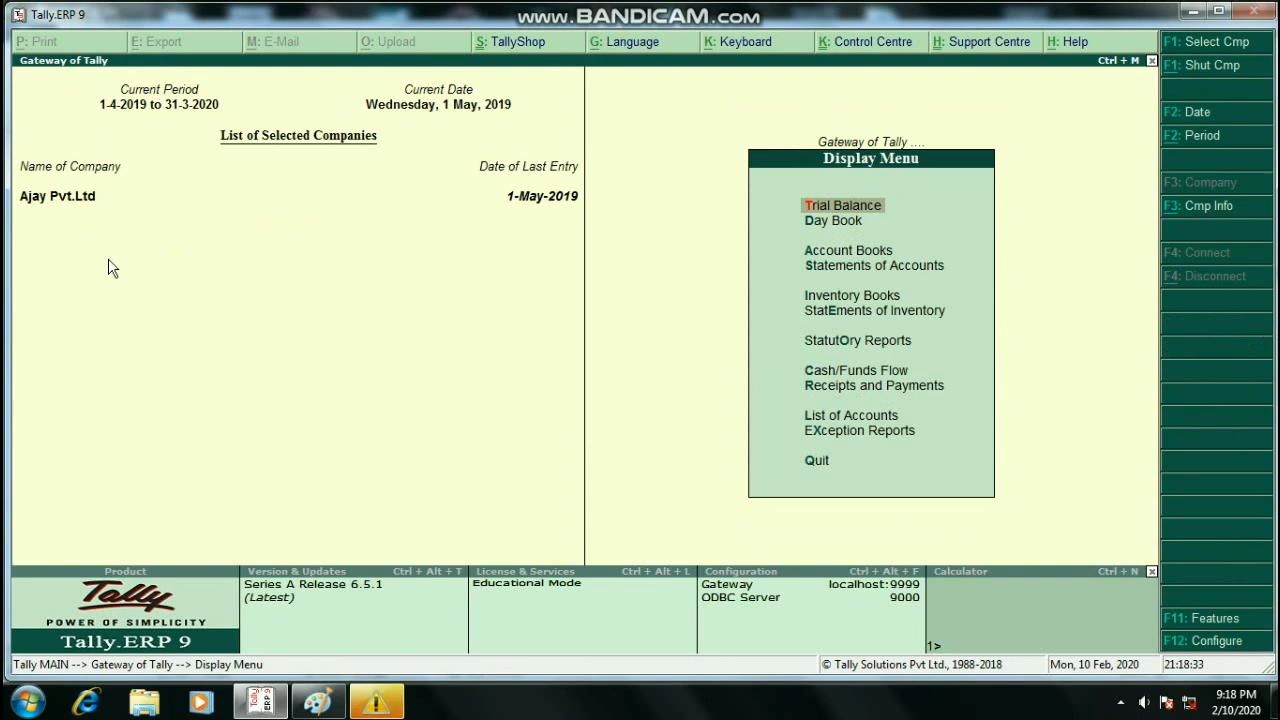 Tally.ERP 9
www.BANDICAM.com
P: Print
E: Export
M: E-Mail
O: Upload
S: TallyShop
G: Language
K: Keyboard
K: Control Centre
H: Support Centre
H: Help
Gateway of Tally
Ctrl + M
Current Period
1-4-2019 to 31-3-2020
Current Date
Wednesday, 1 May, 2019
List of Selected Companies
Name of Company
Date of Last Entry
Ajay Pvt.Ltd
1-May-2019
Gateway of Tally ....
Display Menu
Trial Balance
Day Book
Account Books
Statements of Accounts
Inventory Books
StatEments of Inventory
StatutOry Reports
Cash/Funds Flow
Receipts and Payments
List of Accounts
EXception Reports
Quit
F1: Select Cmp
F1: Shut Cmp
F2: Date
F2: Period
F3: Company
F3: Cmp Info
F4: Connect
F4: Disconnect
F11: Features
F12: Configure
Product
Tally
POWER OF SIMPLICITY
Tally.ERP 9
Version & Updates
Ctrl + Alt + T
Series A Release 6.5.1
(Latest)
License & Services
Ctrl + Alt + L
Educational Mode
Configuration
Ctrl + Alt + F
Gateway
localhost:9999
ODBC Server
9000
Calculator
Ctrl + N
1>
Tally MAIN --> Gateway of Tally --> Display Menu
© Tally Solutions Pvt Ltd., 1988-2018
Mon, 10 Feb, 2020
21:18:33
9:18 PM
2/10/2020